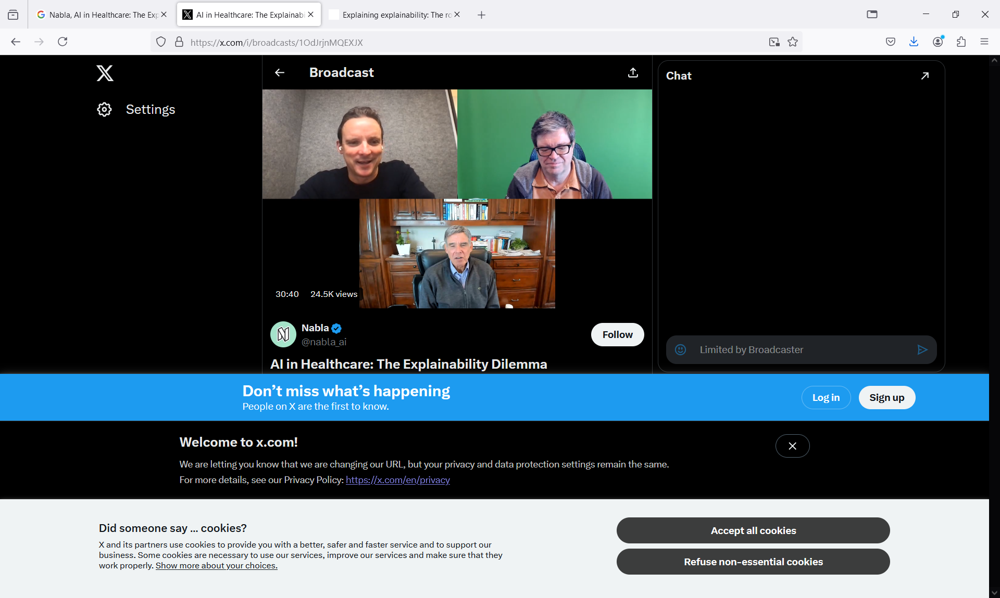 Nabla, AI in Healthcare: The Exp
AI in Healthcare: The Explainabi
Explaining explainability: The ro
https://x.com/i/broadcasts/1OdJrjnMQEXJX
Settings
Broadcast
30:40 24.5K views
Nabla
@nabla_ai
Follow
AI in Healthcare: The Explainability Dilemma
Chat
Limited by Broadcaster
Don’t miss what’s happening
People on X are the first to know.
Log in
Sign up
Welcome to x.com!
We are letting you know that we are changing our URL, but your privacy and data protection settings remain the same.
For more details, see our Privacy Policy: https://x.com/en/privacy
Did someone say … cookies?
X and its partners use cookies to provide you with a better, safer and faster service and to support our
business. Some cookies are necessary to use our services, improve our services and make sure that they
work properly. Show more about your choices.
Accept all cookies
Refuse non-essential cookies